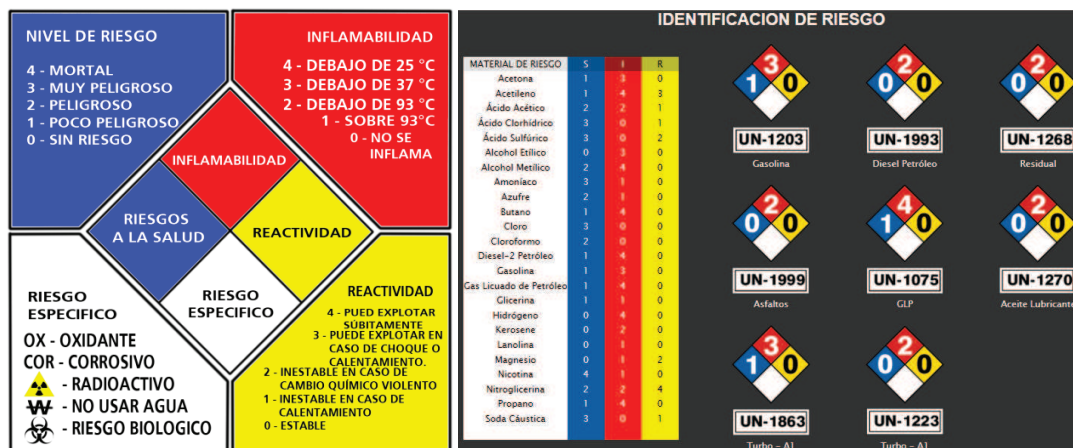 NIVEL DE RIESGO
4 - MORTAL
3 - MUY PELIGROSO
2 - PELIGROSO
1 - POCO PELIGROSO
0 - SIN RIESGO
INFLAMABILIDAD
4 - DEBAJO DE 25 °C
3 - DEBAJO DE 37 °C
2 - DEBAJO DE 93 °C
1 - SOBRE 93°C
0 - NO SE
INFLAMA
INFLAMABILIDAD
RIESGOS
A LA SALUD
REACTIVIDAD
RIESGO
ESPECIFICO
RIESGO
ESPECIFICO
OX - OXIDANTE
COR - CORROSIVO
- RADIOACTIVO
W - NO USAR AGUA
- RIESGO BIOLOGICO
REACTIVIDAD
4 - PUED EXPLOTAR
SÚBITAMENTE
3 - PUEDE EXPLOTAR EN
CASO DE CHOQUE O
CALENTAMIENTO.
2 - INESTABLE EN CASO DE
CAMBIO QUÍMICO VIOLENTO
1 - INESTABLE EN CASO DE
CALENTAMIENTO
0 - ESTABLE
IDENTIFICACION DE RIESGO
MATERIAL DE RIESGO S I R
Acetona 1 3 0
Acetileno 1 4 3
Ácido Acético 2 2 1
Ácido Clorhídrico 3 0 1
Ácido Sulfúrico 3 0 2
Alcohol Etílico 0 3 0
Alcohol Metílico 2 4 0
Amoníaco 3 1 0
Azufre 2 1 0
Butano 1 4 0
Cloro 3 0 0
Cloroformo 2 0 0
Diesel-2 Petróleo 1 4 0
Gasolina 1 3 0
Gas Licuado de Petróleo 1 4 0
Glicerina 1 1 0
Hidrógeno 0 4 0
Kerosene 0 2 0
Lanolina 0 1 0
Magnesio 0 1 2
Nicotina 4 1 0
Nitroglicerina 2 2 4
Propano 1 4 0
Soda Cáustica 3 0 1
3
1 0
UN-1203
Gasolina
2
0 0
UN-1993
Diesel Petróleo
2
0 0
UN-1268
Residual
2
0 0
UN-1999
Asfaltos
4
1 0
UN-1075
GLP
2
0 0
UN-1270
Aceite Lubricante
3
1 0
UN-1863
Turbo - A1
2
0 0
UN-1223
Turbo - A1